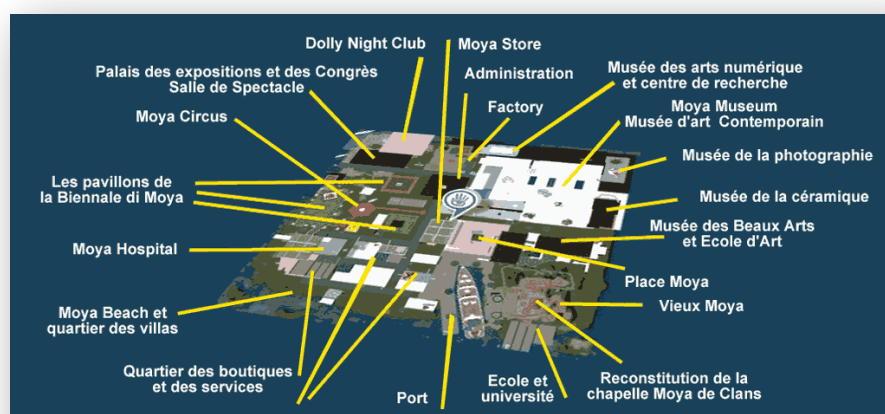 Dolly Night Club
Moya Store
Palais des expositions et des Congrès
Salle de Spectacle
Administration
Musée des arts numérique
et centre de recherche
Moya Circus
Factory
Moya Museum
Musée d'art Contemporain
Musée de la photographie
Les pavillons de
la Biennale di Moya
Musée de la céramique
Moya Hospital
Musée des Beaux Arts
et Ecole d'Art
Place Moya
Moya Beach et
quartier des villas
Vieux Moya
Quartier des boutiques
et des services
Port
Ecole et
université
Reconstitution de la
chapelle Moya de Clans